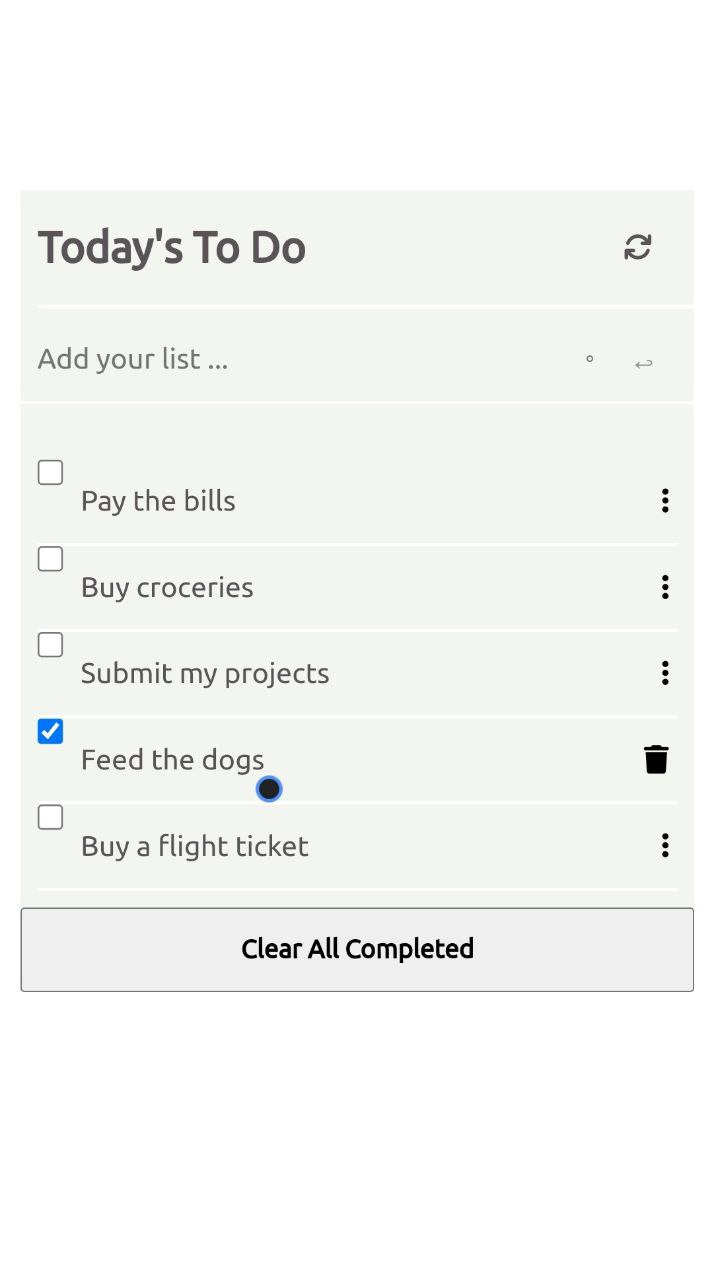 Today's To Do
Add your list ...
Pay the bills
Buy croceries
Submit my projects
Feed the dogs
Buy a flight ticket
Clear All Completed